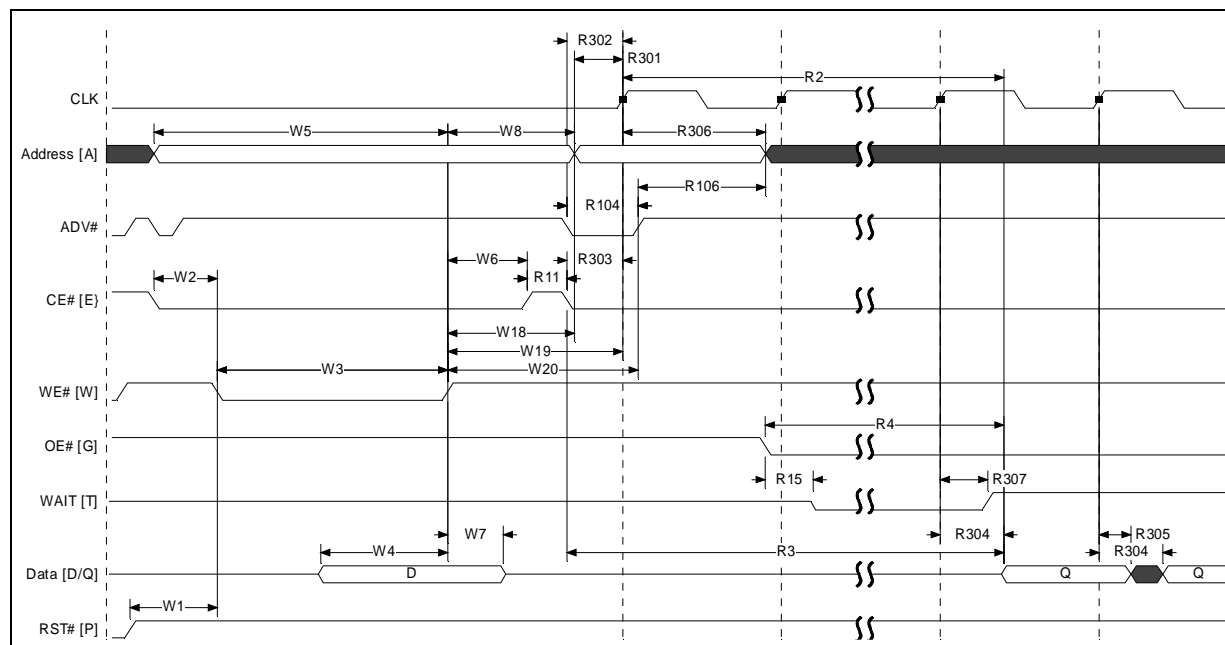 R302
R301
R2
CLK
W5
W8
R306
Address [A]
R106
R104
ADV#
W6
R303
W2
R11
CE# [E}
W18
W19
W3
W20
WE# [W]
R4
OE# [G]
R15
R307
WAIT [T]
W7
R304
R305
W4
R3
R304
Data [D/Q]
D
Q
Q
W1
RST# [P]